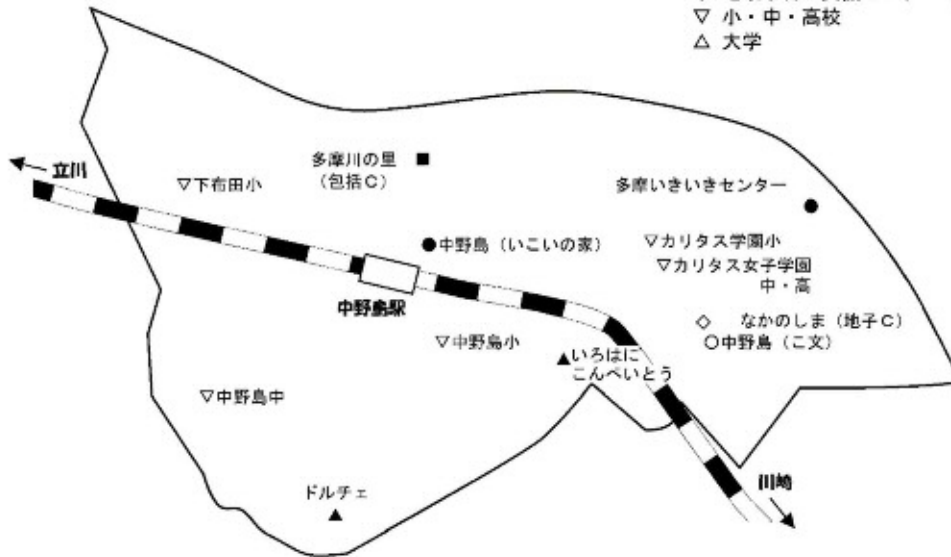 ▽ 小・中・高校
△ 大学
立川
▽下布田小
多摩川の里
（包括C）
多摩いきいきセンター
●中野島（いこいの家）
▽カリタス学園小
▽カリタス女子学園
中・高
中野島駅
◇ なかのしま（地子C）
○中野島（こ文）
▽中野島小
▲いろはに
こんぺいとう
▽中野島中
川崎
ドルチェ